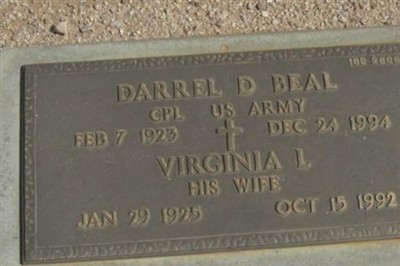 DARREL D BEAL
CPL US ARMY
FEB 7 1923 DEC 24 1994
VIRGINIA L
HIS WIFE
JAN 29 1925 OCT 15 1992